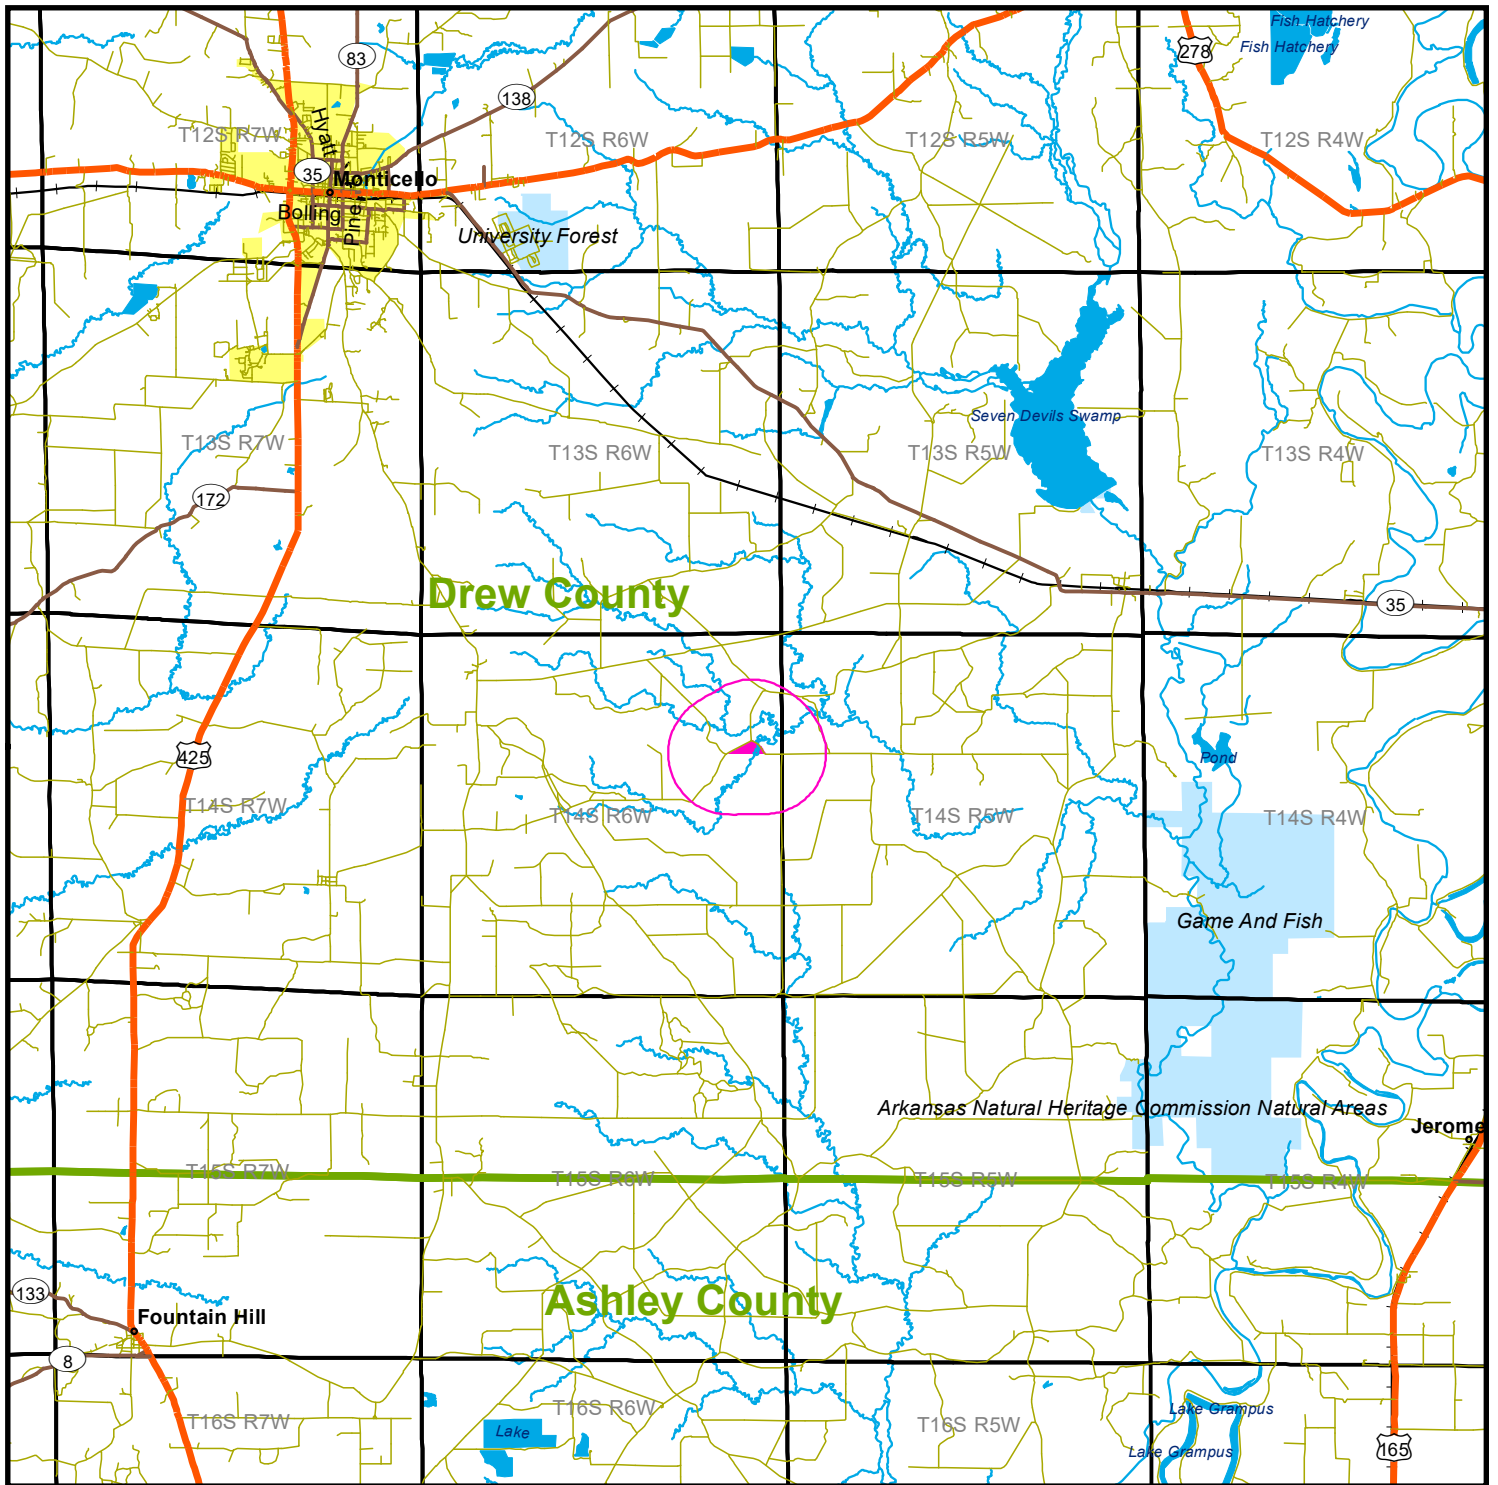 Fish Hatchery
Fish Hatchery
278
83
138
T12S R7W
Hyatt
T12S R6W
T12S R5W
T12S R4W
35
Monticello
Bolling
Pine
University Forest
Seven Devils Swamp
T13S R7W
T13S R6W
T13S R5W
T13S R4W
172
Drew County
35
425
Pond
T14S R7W
T14S R6W
T14S R5W
T14S R4W
Game And Fish
Arkansas Natural Heritage Commission Natural Areas
Jerome
T15S R7W
T15S R6W
T15S R5W
T15S R4W
133
Ashley County
Fountain Hill
8
T16S R7W
T16S R6W
T16S R5W
Lake Grampus
Lake
Lake Grampus
165